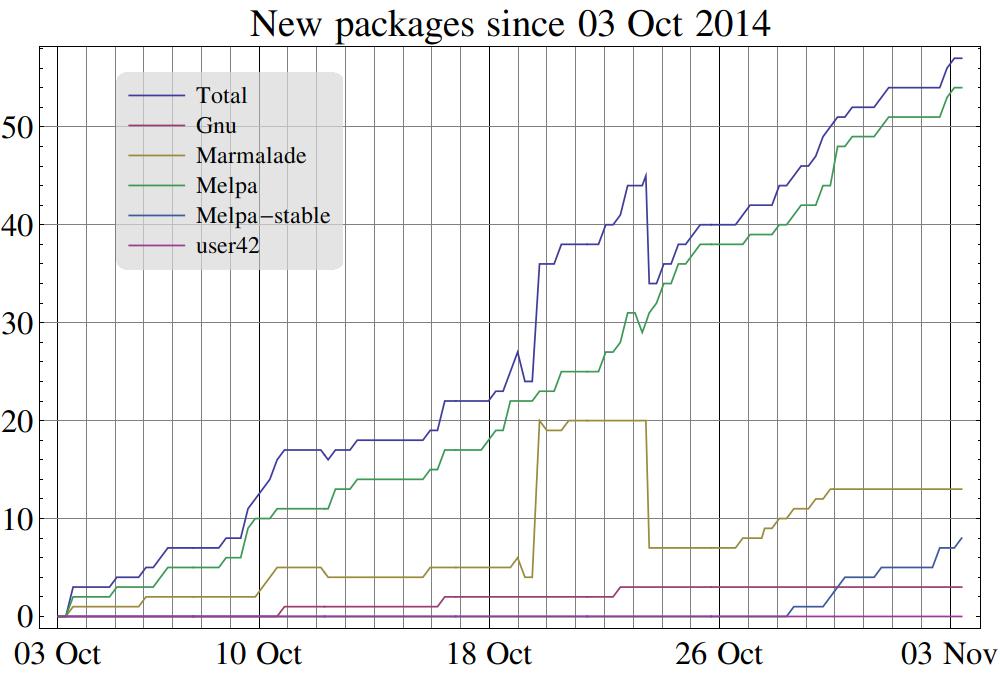 New packages since 03 Oct 2014
Total
Gnu
Marmalade
Melpa
Melpa−stable
user42
50
40
30
20
10
0
03 Oct 10 Oct 18 Oct 26 Oct 03 Nov